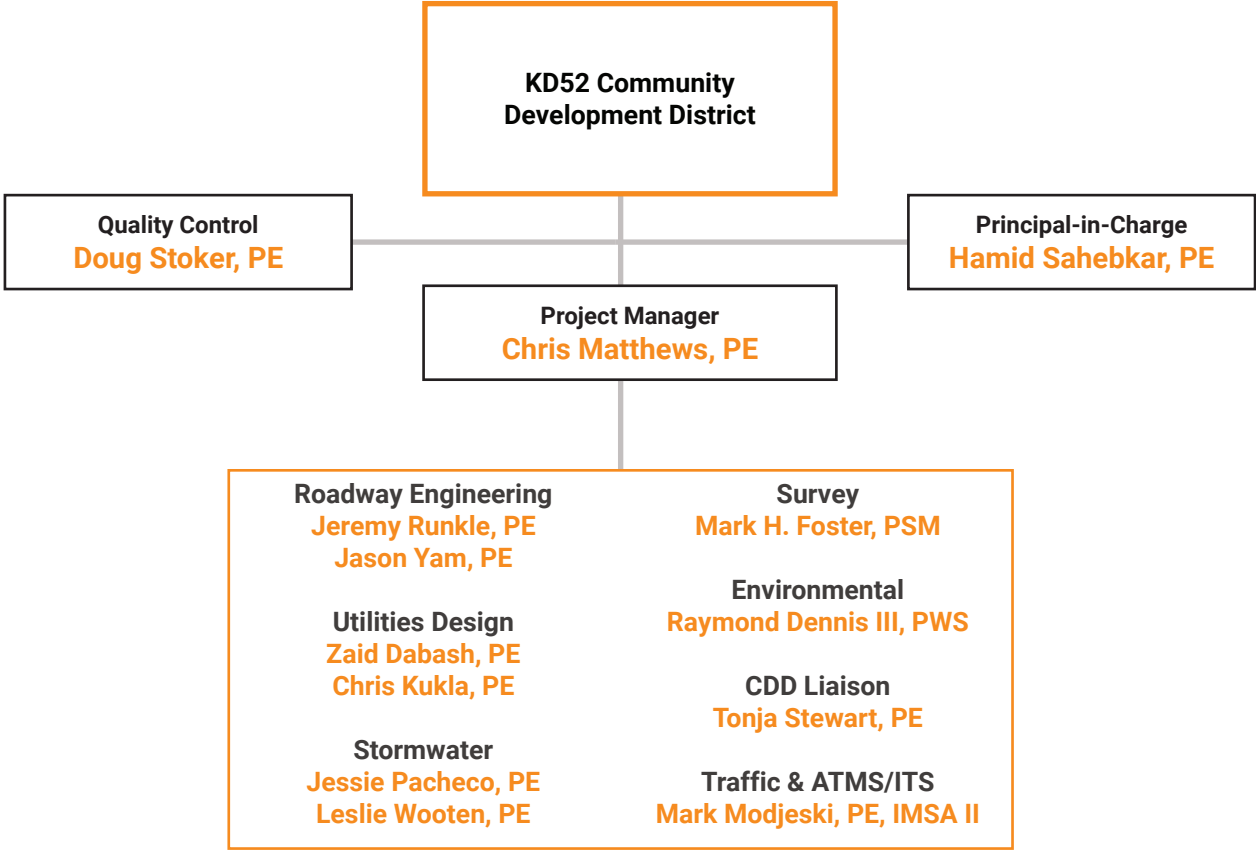 KD52 Community
Development District
Quality Control
Doug Stoker, PE
Principal-in-Charge
Hamid Sahebkar, PE
Project Manager
Chris Matthews, PE
Roadway Engineering
Jeremy Runkle, PE
Jason Yam, PE
Utilities Design
Zaid Dabash, PE
Chris Kukla, PE
Stormwater
Jessie Pacheco, PE
Leslie Wooten, PE
Survey
Mark H. Foster, PSM
Environmental
Raymond Dennis III, PWS
CDD Liaison
Tonja Stewart, PE
Traffic & ATMS/ITS
Mark Modjeski, PE, IMSA II